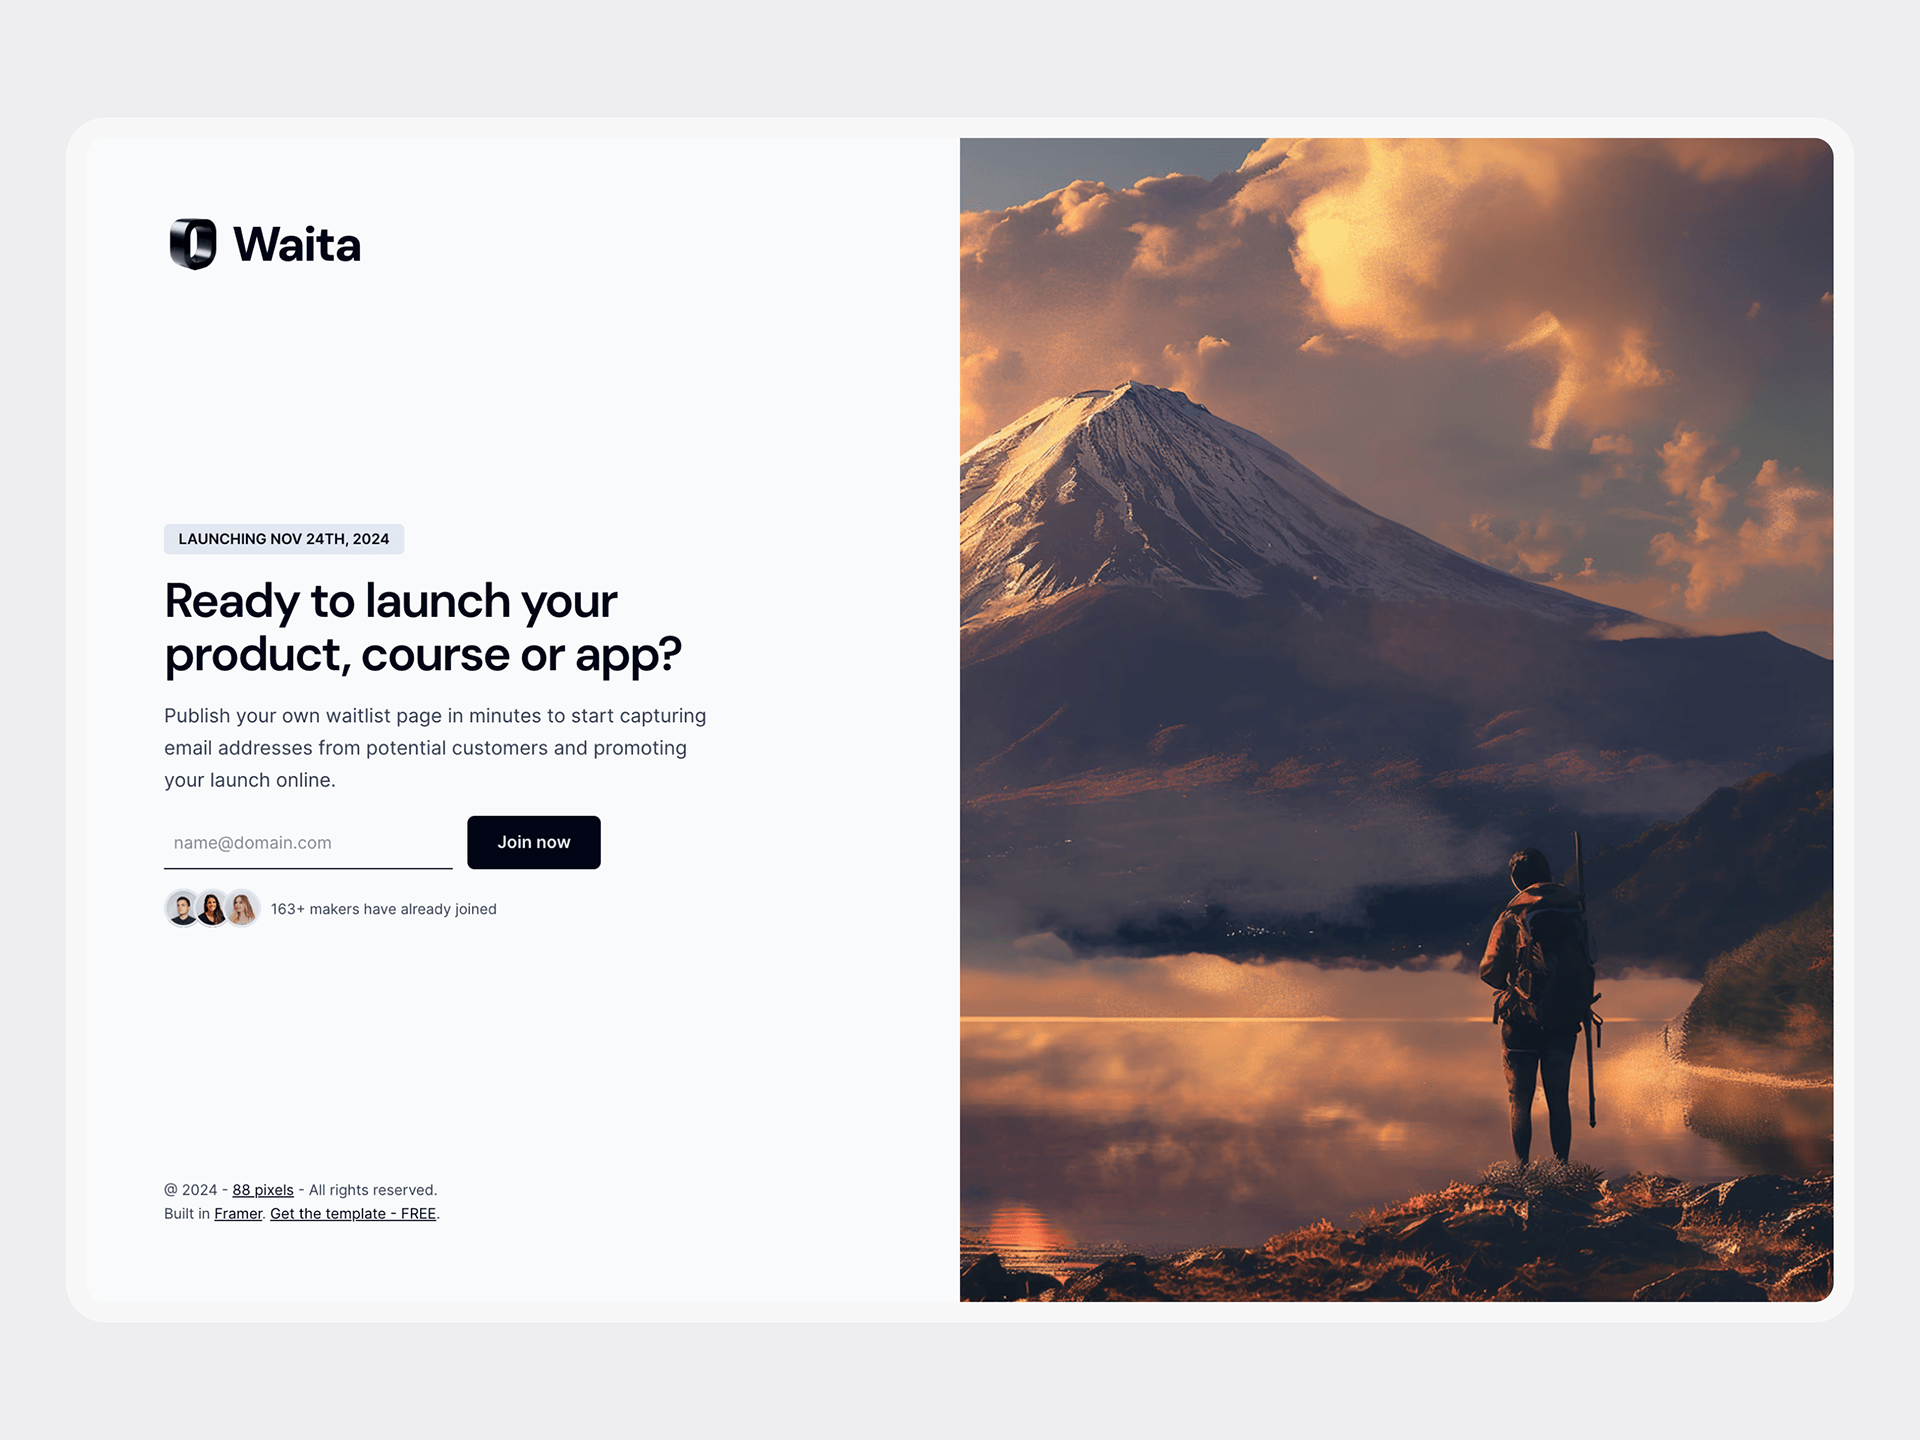 Waita
LAUNCHING NOV 24TH, 2024
Ready to launch your
product, course or app?
Publish your own waitlist page in minutes to start capturing
email addresses from potential customers and promoting
your launch online.
name@domain.com
Join now
163+ makers have already joined
@ 2024 - 88 pixels - All rights reserved.
Built in Framer. Get the template - FREE.